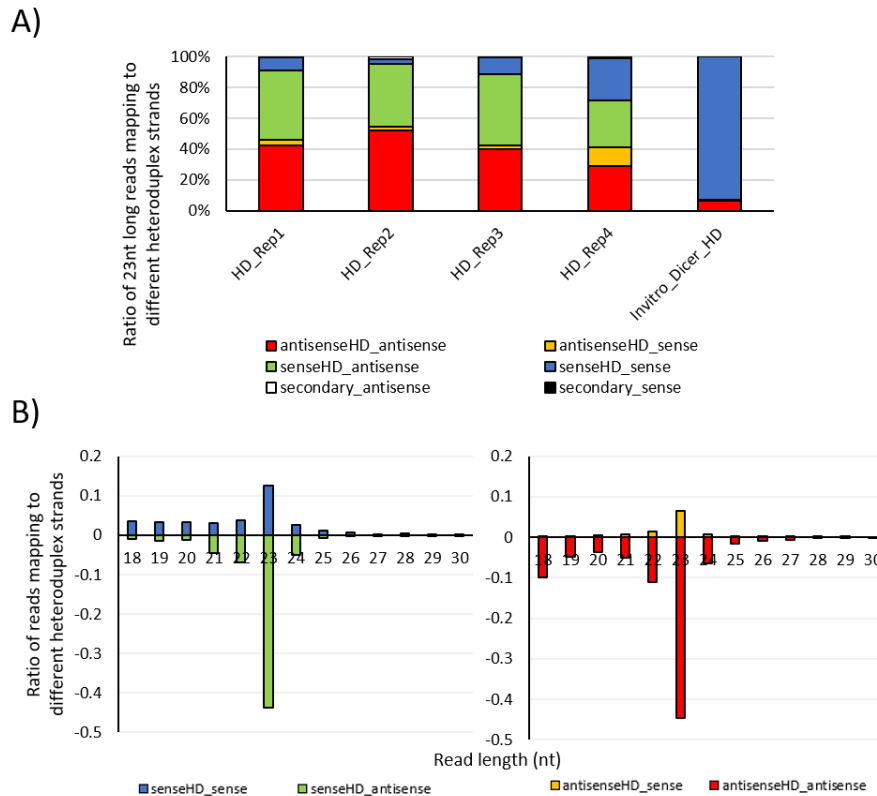 A)
Ratio of 23nt long reads mapping to
different heteroduplex strands
100%
80%
60%
40%
20%
0%
HD_Rep1
HD_Rep2
HD_Rep3
HD_Rep4
Invitro_Dicer_HD
antisenseHD_antisense
antisenseHD_sense
senseHD_antisense
senseHD_sense
secondary_antisense
secondary_sense
B)
Ratio of reads mapping to
different heteroduplex strands
0.2
0.1
0
-0.1
-0.2
-0.3
-0.4
-0.5
18 19 20 21 22 23 24 25 26 27 28 29 30
0.2
0.1
0
-0.1
-0.2
-0.3
-0.4
-0.5
18 19 20 21 22 23 24 25 26 27 28 29 30
Read length (nt)
senseHD_sense
senseHD_antisense
antisenseHD_sense
antisenseHD_antisense